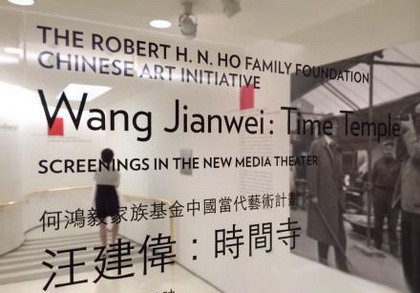 THE ROBERT H. N. HO FAMILY FOUNDATION
CHINESE ART INITIATIVE
Wang Jianwei: Time Temple
SCREENINGS IN THE NEW MEDIA THEATER
何鴻毅家族基金中國當代藝術計劃
汪建偉：時間寺